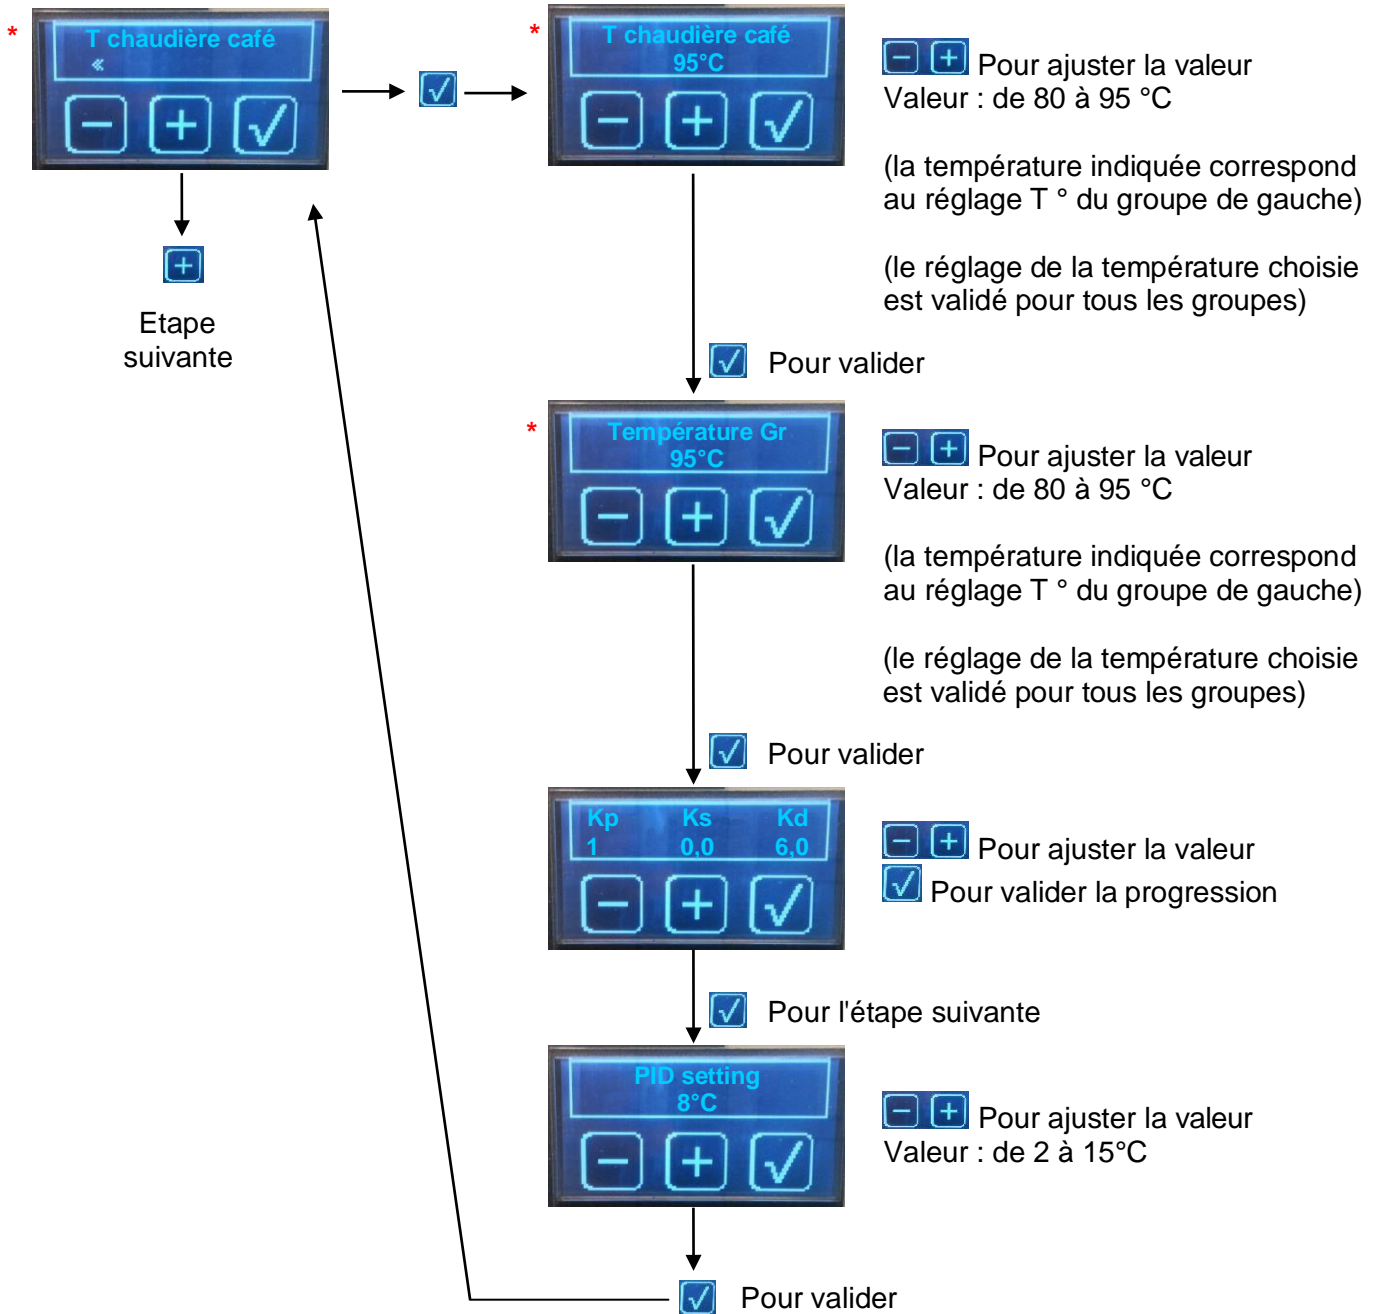 *
T chaudière café
«
Etape
suivante
*
T chaudière café
95°C
Pour ajuster la valeur
Valeur : de 80 à 95 °C
(la température indiquée correspond
au réglage T ° du groupe de gauche)
(le réglage de la température choisie
est validé pour tous les groupes)
Pour valider
*
Température Gr
95°C
Pour ajuster la valeur
Valeur : de 80 à 95 °C
(la température indiquée correspond
au réglage T ° du groupe de gauche)
(le réglage de la température choisie
est validé pour tous les groupes)
Pour valider
Kp Ks Kd
1 0,0 6,0
Pour ajuster la valeur
Pour valider la progression
Pour l'étape suivante
PID setting
8°C
Pour ajuster la valeur
Valeur : de 2 à 15°C
Pour valider